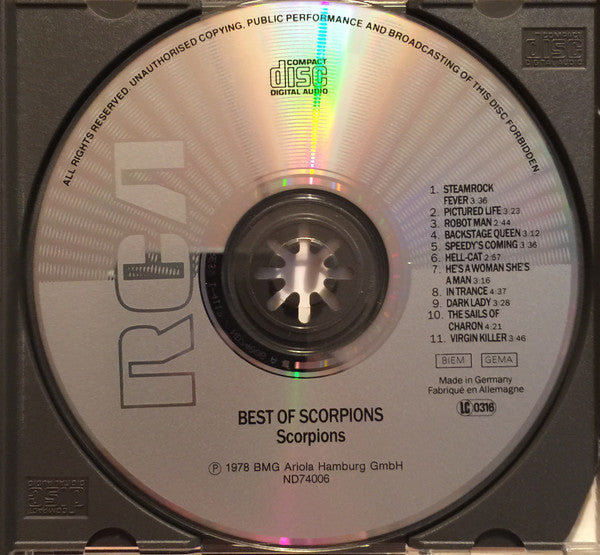 ALL RIGHTS RESERVED. UNAUTHORISED COPYING, PUBLIC PERFORMANCE AND BROADCASTING OF THIS DISC FORBIDDEN
COMPACT
disc
DIGITAL AUDIO
RCA
1. STEAMROCK
FEVER 3:36
2. PICTURED LIFE 3:23
3. ROBOT MAN 2:44
4. BACKSTAGE QUEEN 3:12
5. SPEEDY'S COMING 3:36
6. HELL-CAT 2:57
7. HE'S A WOMAN SHE'S
A MAN 3:16
8. IN TRANCE 4:37
9. DARK LADY 3:28
10. THE SAILS OF
CHARON 4:21
11. VIRGIN KILLER 3:46
BIEM GEMA
Made in Germany
Fabriqué en Allemagne
LC 0316
BEST OF SCORPIONS
Scorpions
Ⓟ 1978 BMG Ariola Hamburg GmbH
ND74006